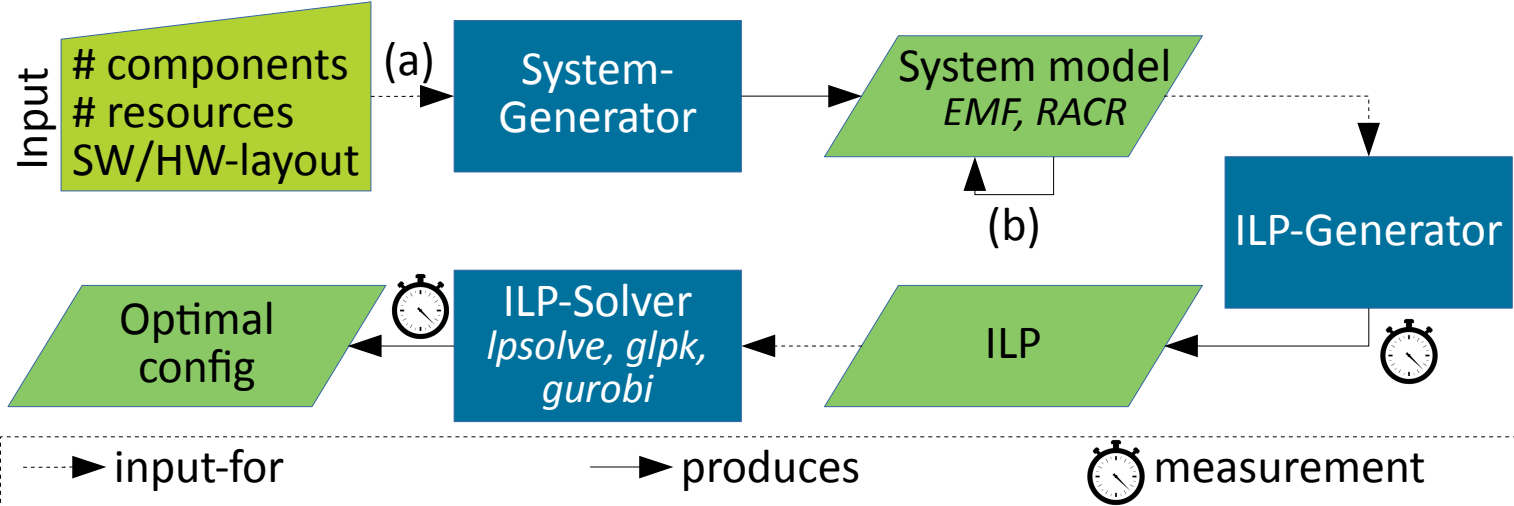 Input
# components
# resources
SW/HW-layout
(a)
System-
Generator
System model
EMF, RACR
(b)
ILP-Generator
ILP
ILP-Solver
lpsolve, glpk,
gurobi
Optimal
config
input-for
produces
measurement